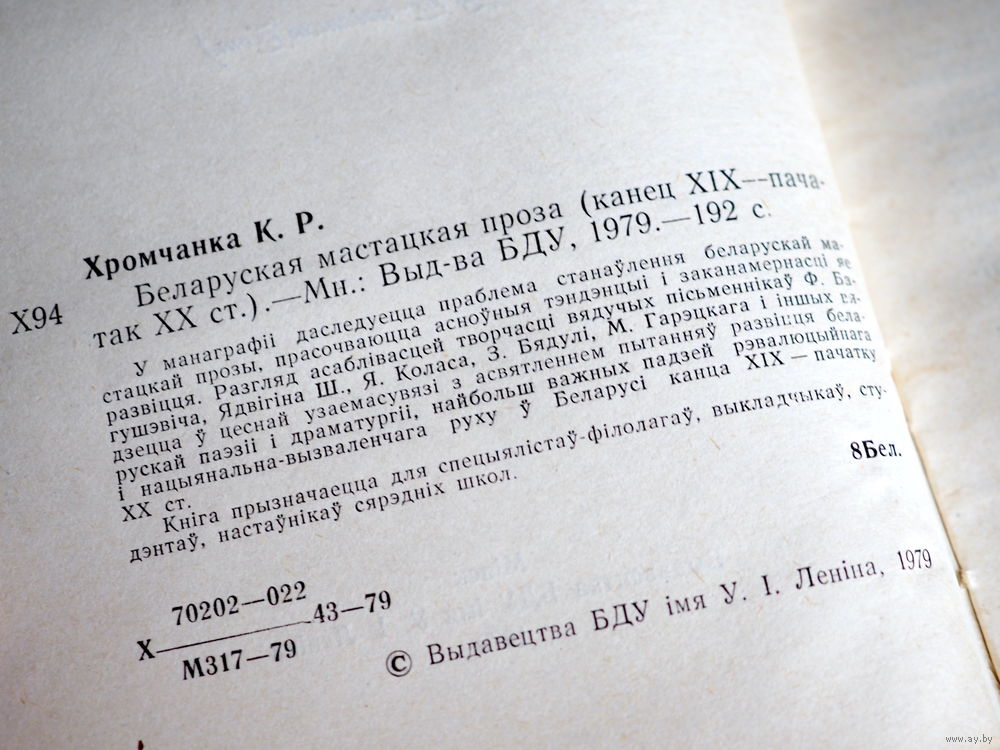 Хромчанка К. Р.
Х94
Беларуская мастацкая проза (канец XIX—пача-
так XX ст.).—Мн.: Выд-ва БДУ, 1979.—192 с.
У манаграфіі даследуецца праблема станаўлення беларускай ма-
стацкай прозы, прасочваюцца асноўныя тэндэнцыі і заканамернасці яе
развіцця. Разгляд асаблівасцей творчасці вядучых пісьменнікаў Ф. Ба-
гушэвіча, Ядвігіна Ш., Я. Коласа, З. Бядулі, М. Гарэцкага і іншых вя-
дзецца ў цеснай узаемасувязі з асвятленнем пытанняў развіцця бела-
рускай паэзіі і драматургіі, найбольш важных падзей рэвалюцыйнага
і нацыянальна-вызваленчага руху ў Беларусі канца XIX — пачатку
XX ст.
Кніга прызначаецца для спецыялістаў-філолагаў, выкладчыкаў, сту-
дэнтаў, настаўнікаў сярэдніх школ.
8Бел.
70202—022
Х 43—79
М317—79
© Выдавецтва БДУ імя У. І. Леніна, 1979
www.ay.by